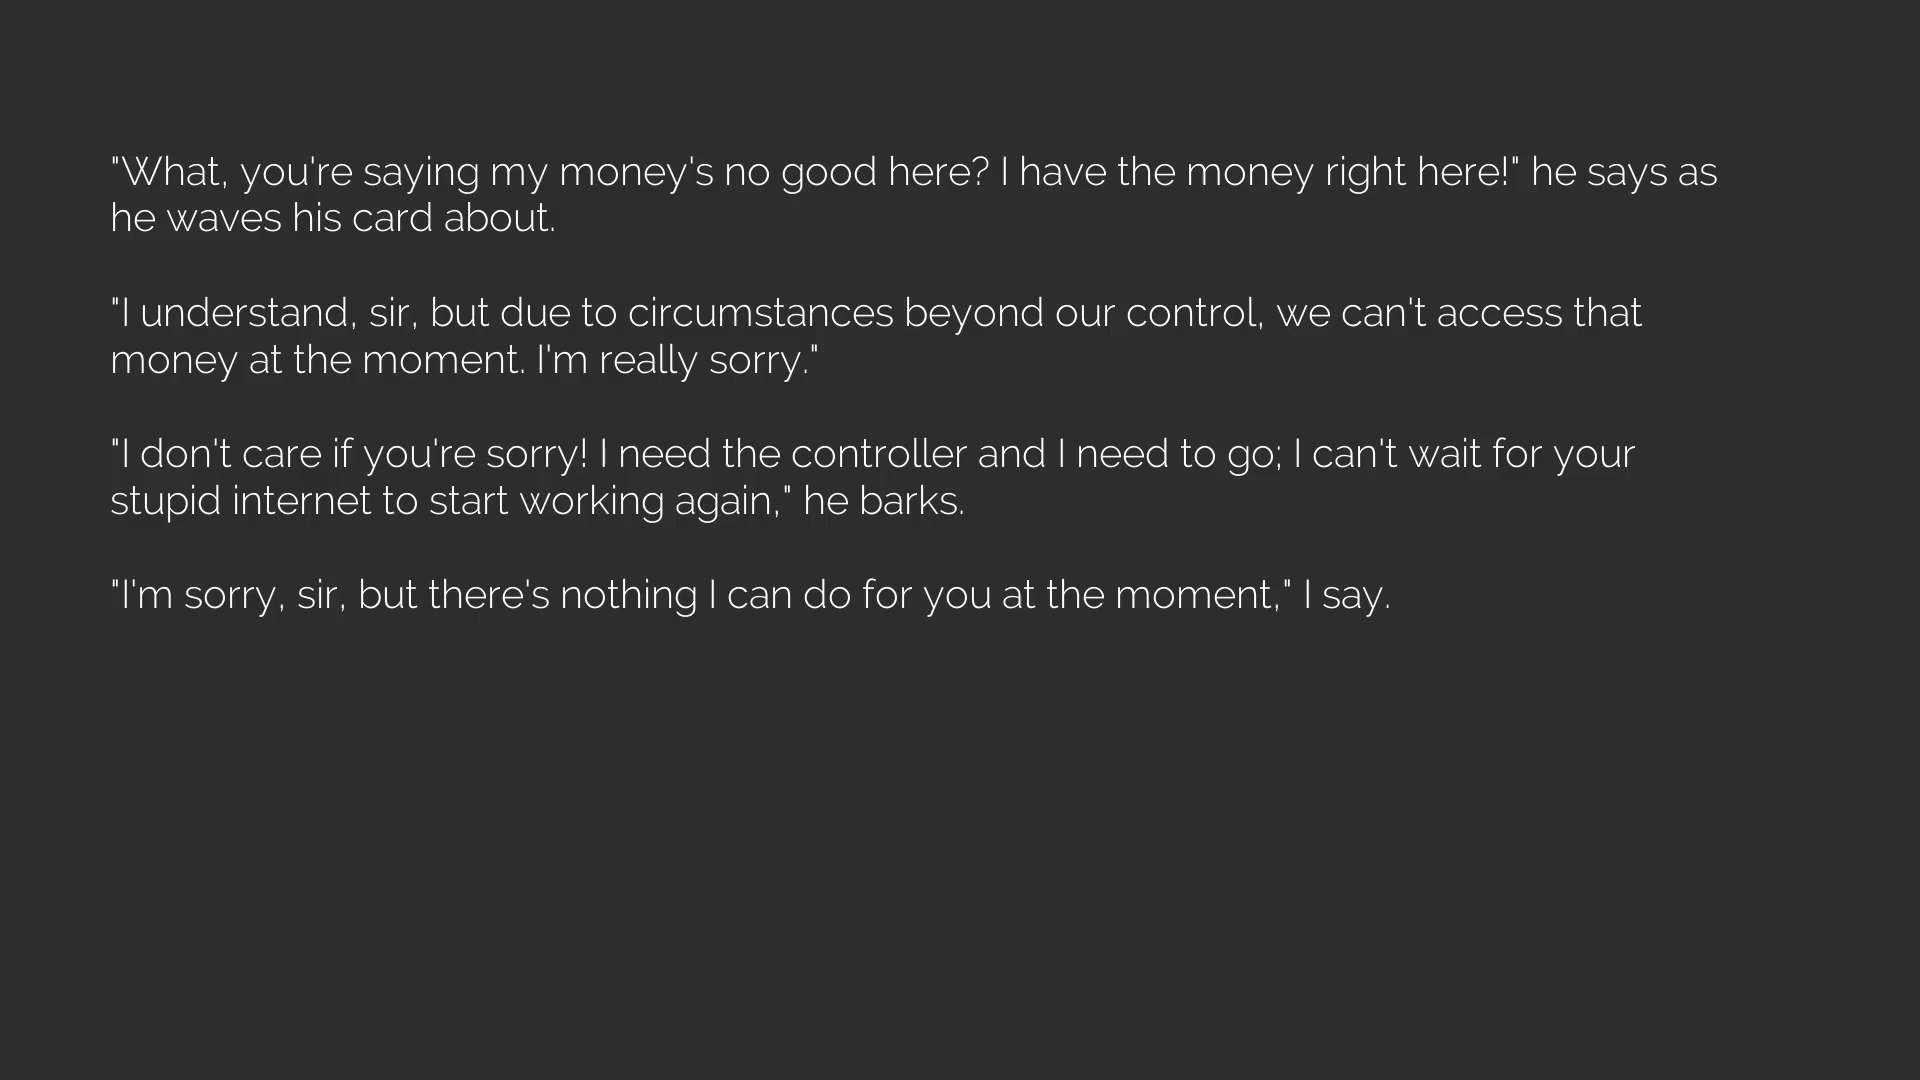 "What, you're saying my money's no good here? I have the money right here!" he says as
he waves his card about.
"I understand, sir, but due to circumstances beyond our control, we can't access that
money at the moment. I'm really sorry."
"I don't care if you're sorry! I need the controller and I need to go; I can't wait for your
stupid internet to start working again," he barks.
"I'm sorry, sir, but there's nothing I can do for you at the moment," I say.